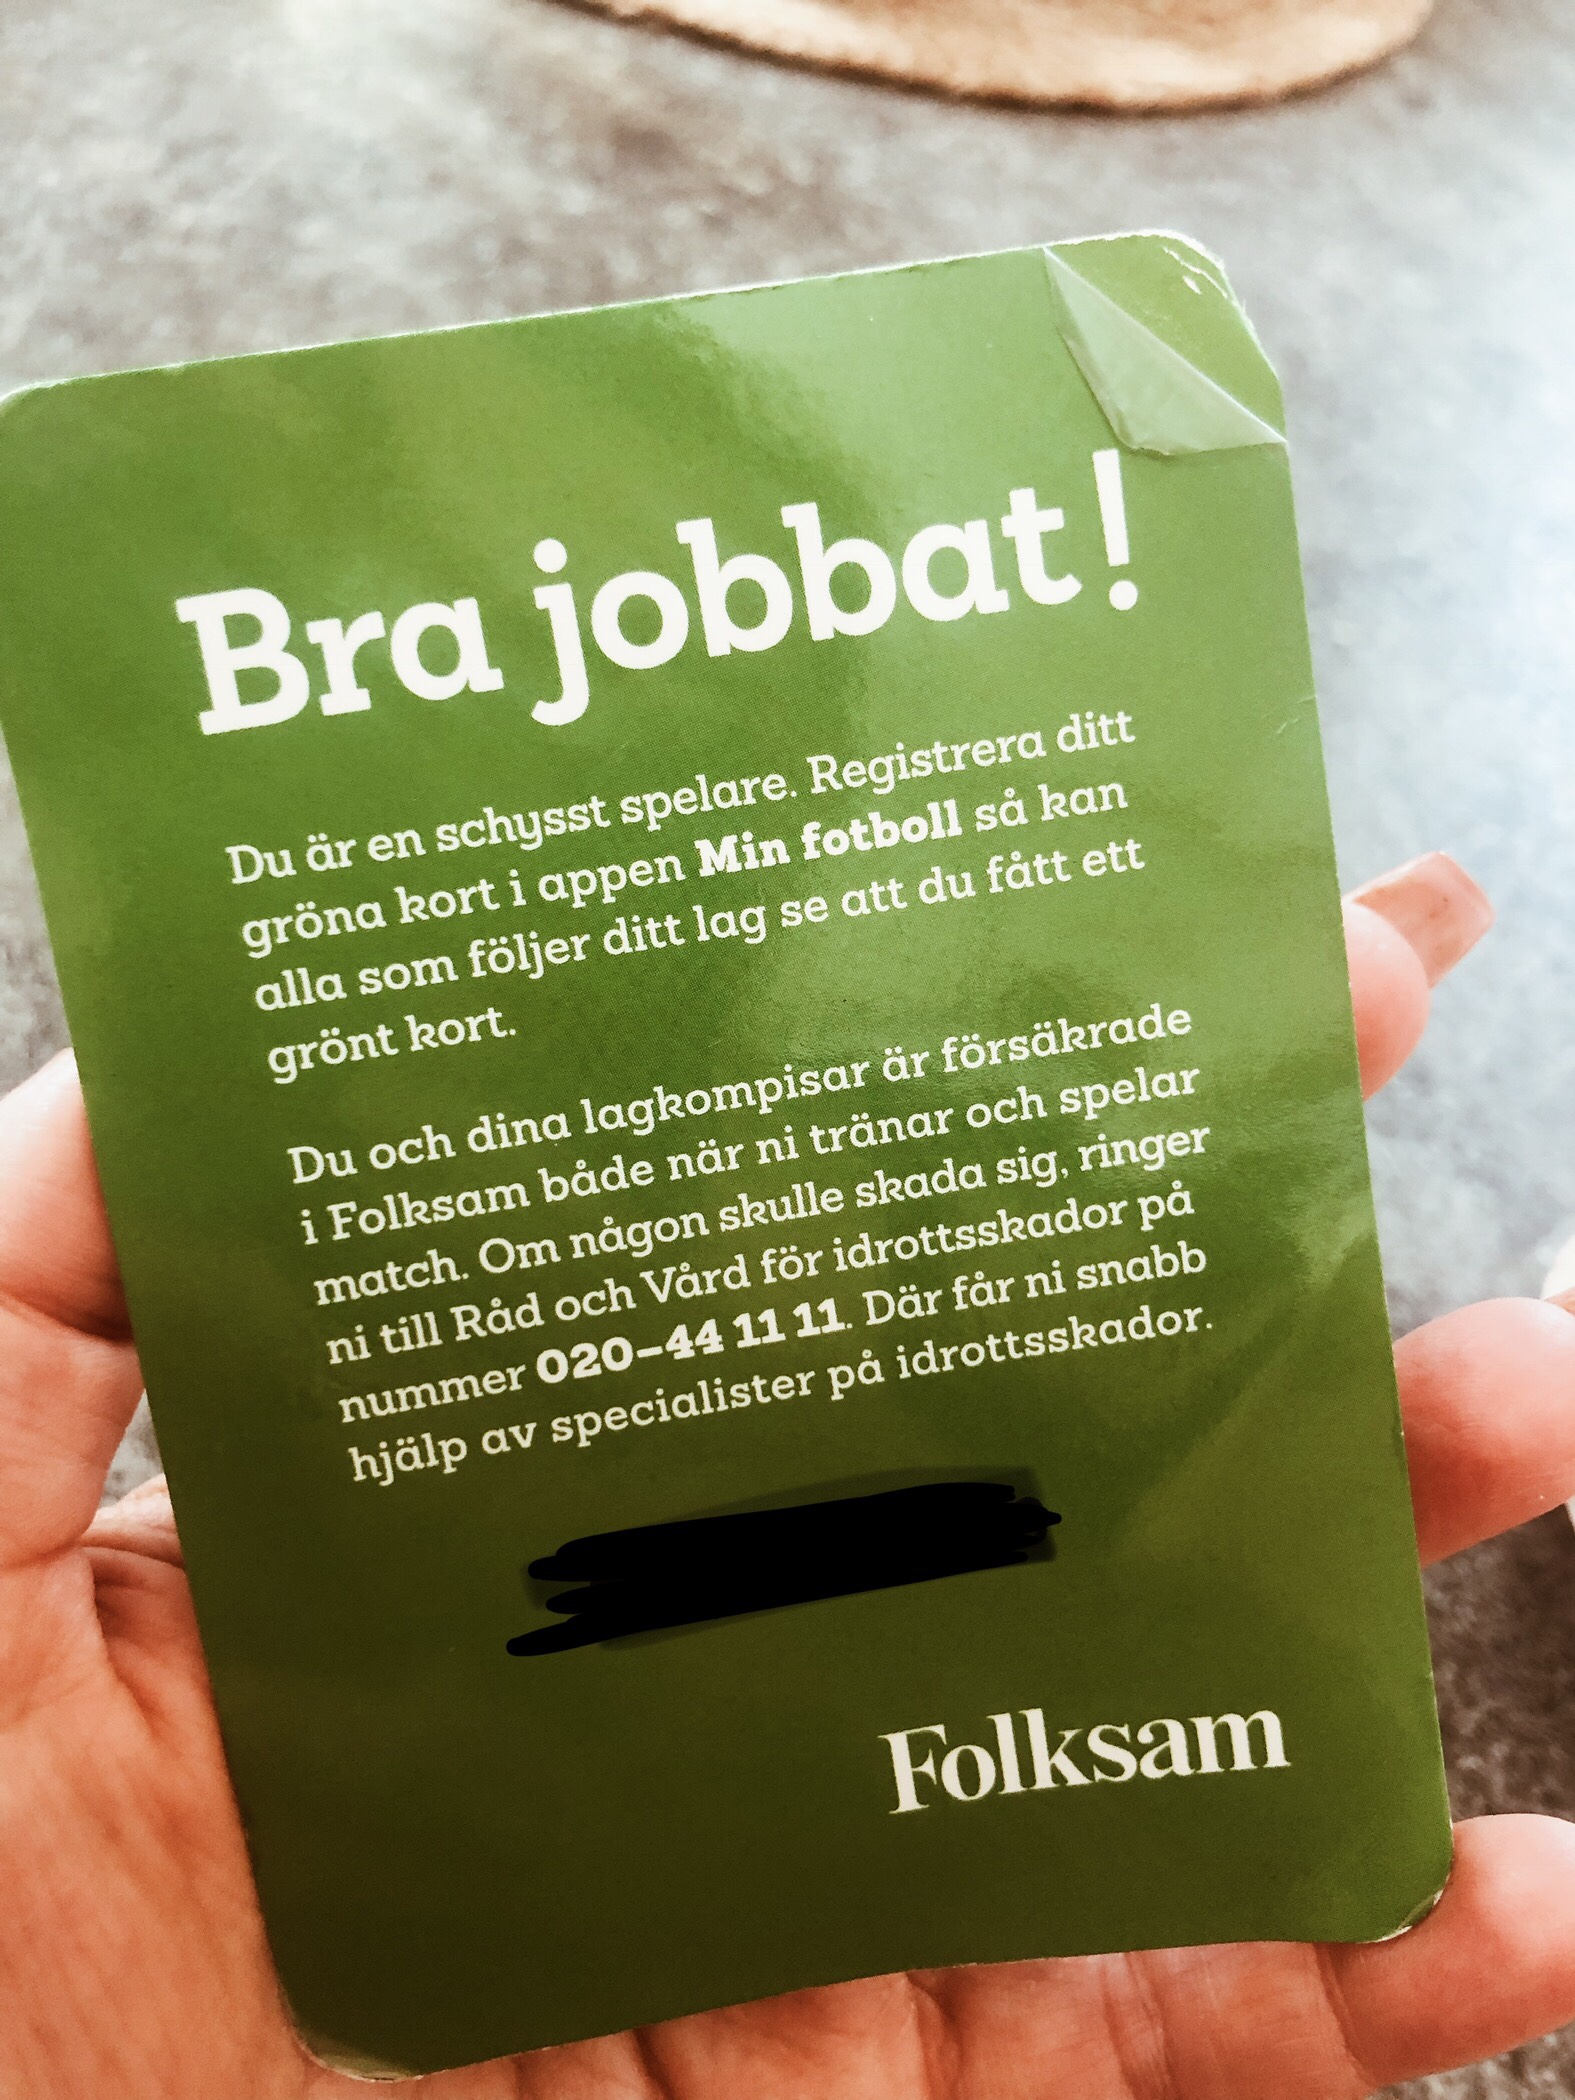 Bra jobbat!
Du är en schysst spelare. Registrera ditt
gröna kort i appen Min fotboll så kan
alla som följer ditt lag se att du fått ett
grönt kort.
Du och dina lagkompisar är försäkrade
i Folksam både när ni tränar och spelar
match. Om någon skulle skada sig, ringer
ni till Råd och Vård för idrottsskador på
nummer 020–44 11 11. Där får ni snabb
hjälp av specialister på idrottsskador.
Folksam